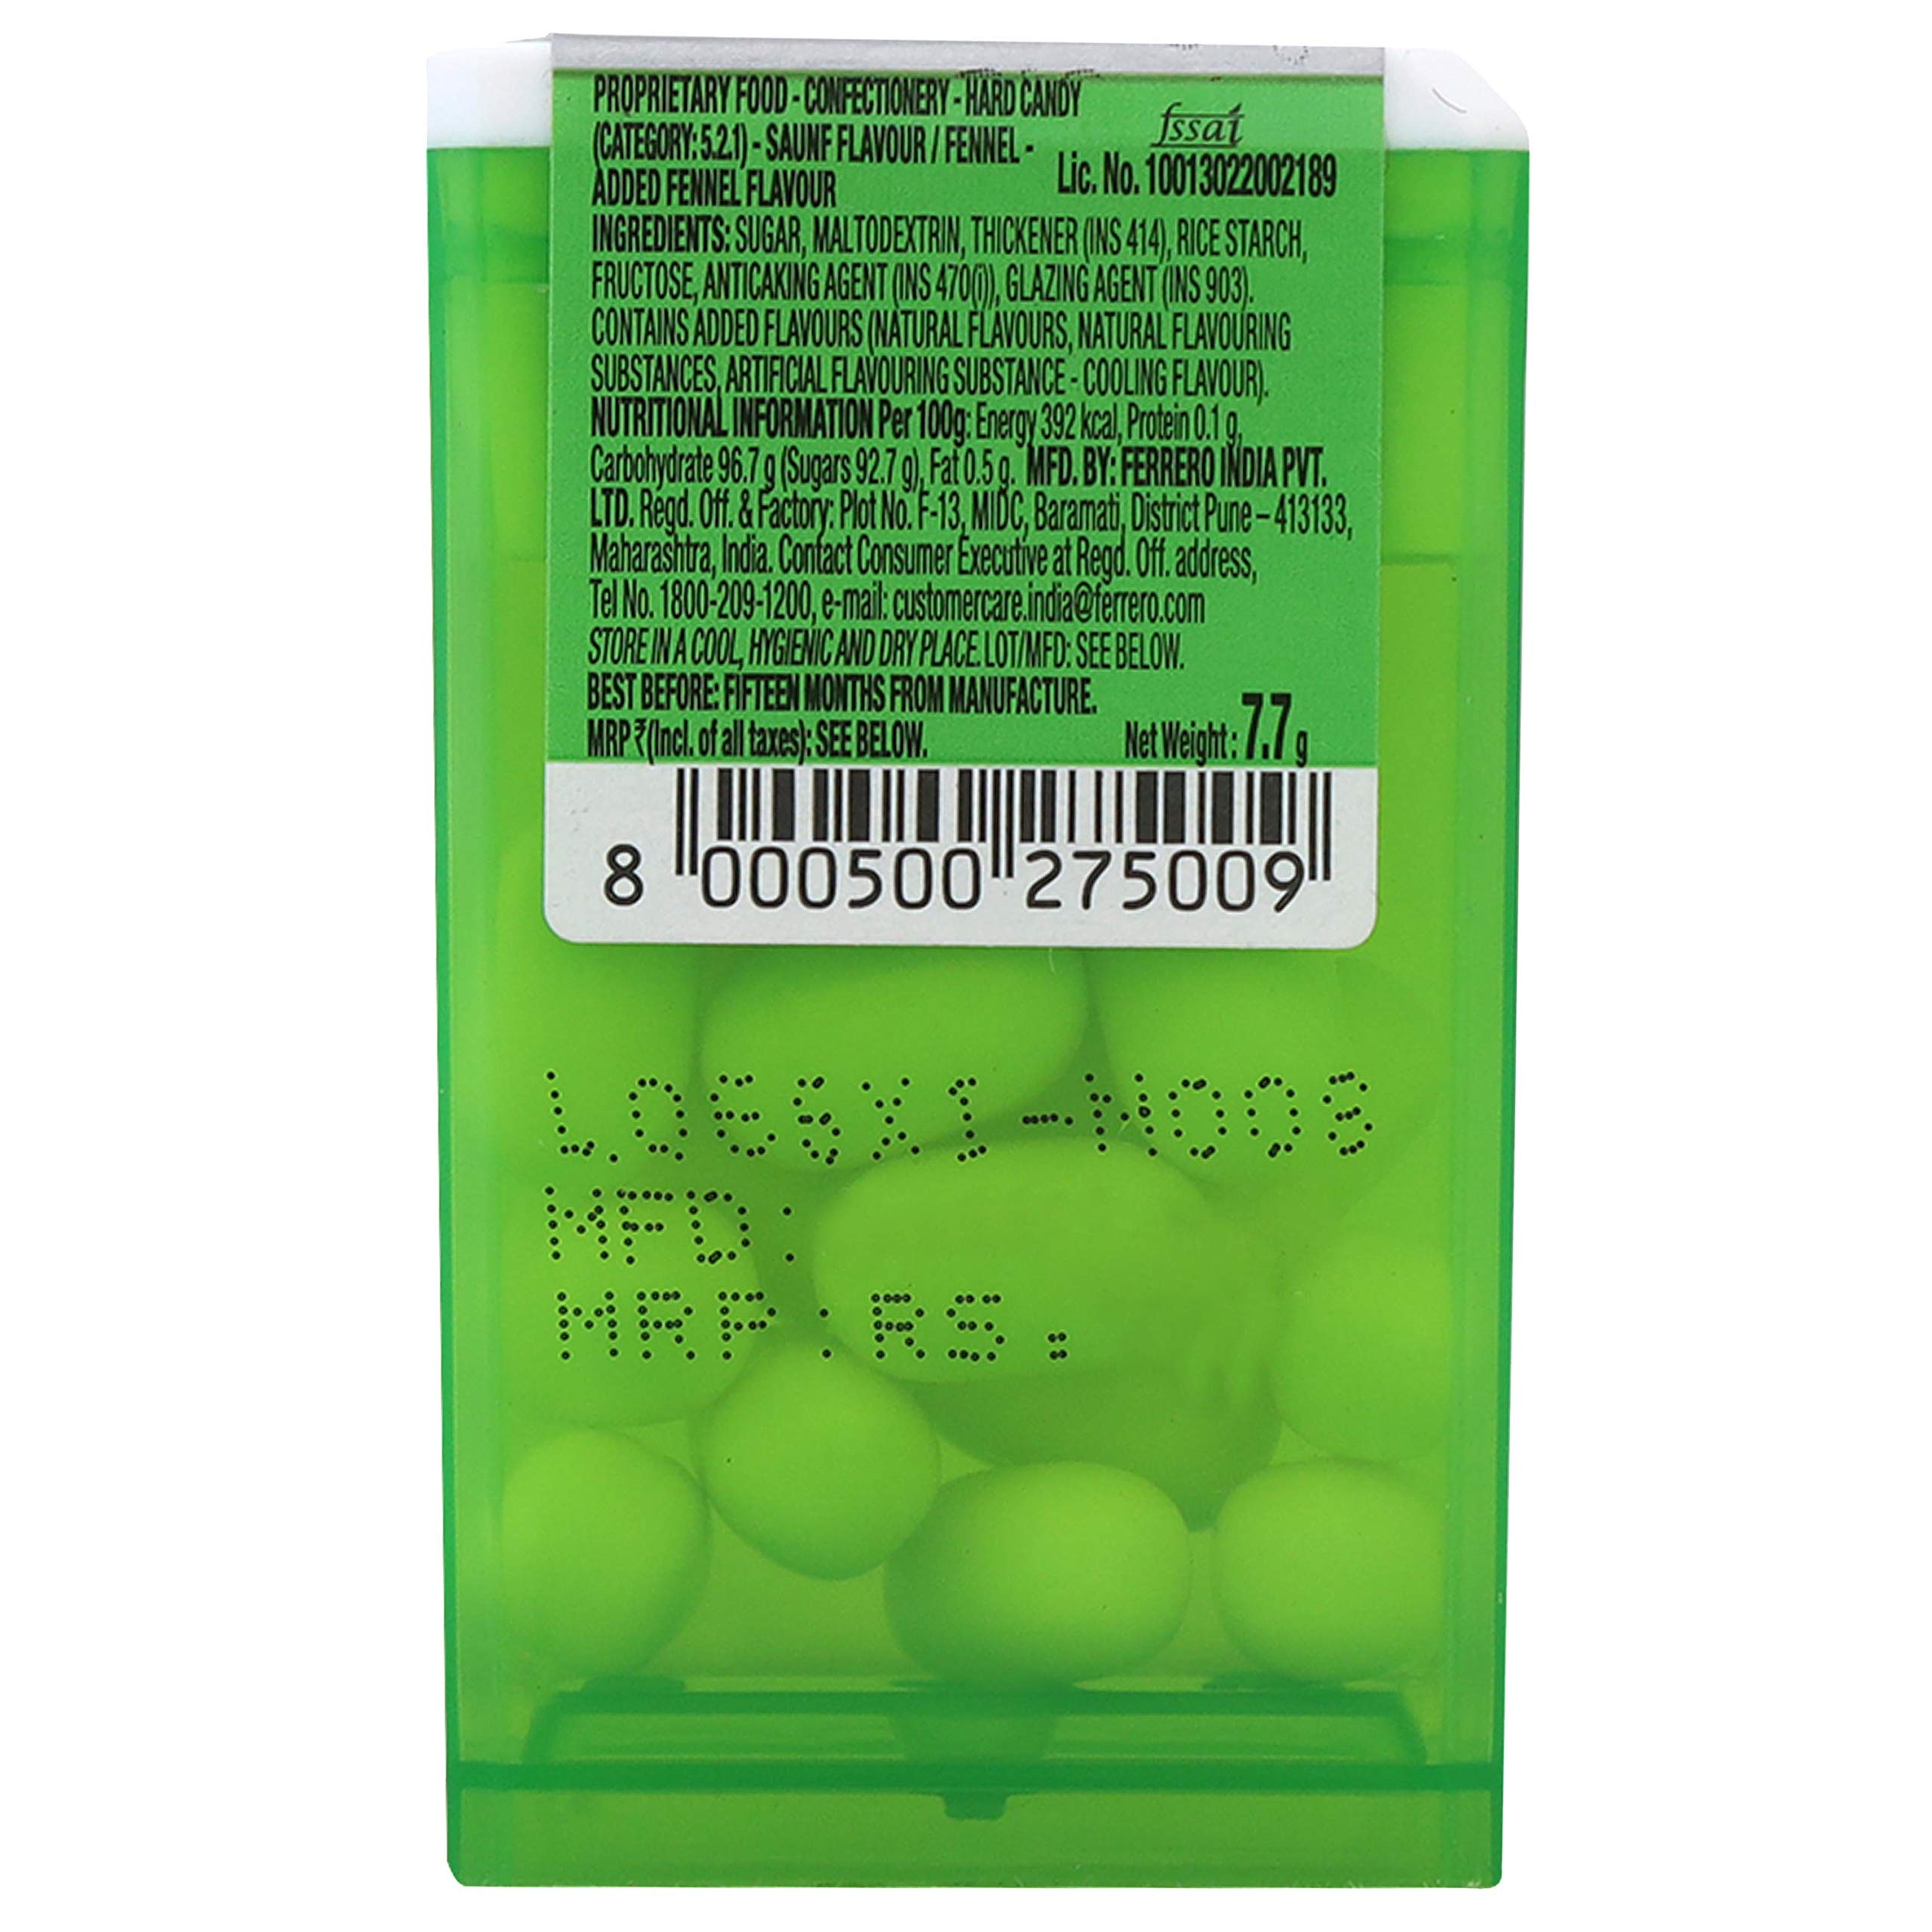 PROPRIETARY FOOD - CONFECTIONERY - HARD CANDY
(CATEGORY: 5.2.1) - SAUNF FLAVOUR / FENNEL -
ADDED FENNEL FLAVOUR
fssai
Lic. No. 10013022002189
INGREDIENTS: SUGAR, MALTODEXTRIN, THICKENER (INS 414), RICE STARCH,
FRUCTOSE, ANTICAKING AGENT (INS 470(i)), GLAZING AGENT (INS 903).
CONTAINS ADDED FLAVOURS (NATURAL FLAVOURS, NATURAL FLAVOURING
SUBSTANCES, ARTIFICIAL FLAVOURING SUBSTANCE - COOLING FLAVOUR).
NUTRITIONAL INFORMATION Per 100g: Energy 392 kcal, Protein 0.1 g,
Carbohydrate 96.7 g (Sugars 92.7 g), Fat 0.5 g. MFD. BY: FERRERO INDIA PVT.
LTD. Regd. Off. & Factory: Plot No. F-13, MIDC, Baramati, District Pune – 413133,
Maharashtra, India. Contact Consumer Executive at Regd. Off. address,
Tel No. 1800-209-1200, e-mail: customercare.india@ferrero.com
STORE IN A COOL, HYGIENIC AND DRY PLACE. LOT/MFD: SEE BELOW.
BEST BEFORE: FIFTEEN MONTHS FROM MANUFACTURE.
MRP ₹ (Incl. of all taxes): SEE BELOW.
Net Weight : 7.7 g
8 000500 275009
MFD:
MRP:RS.